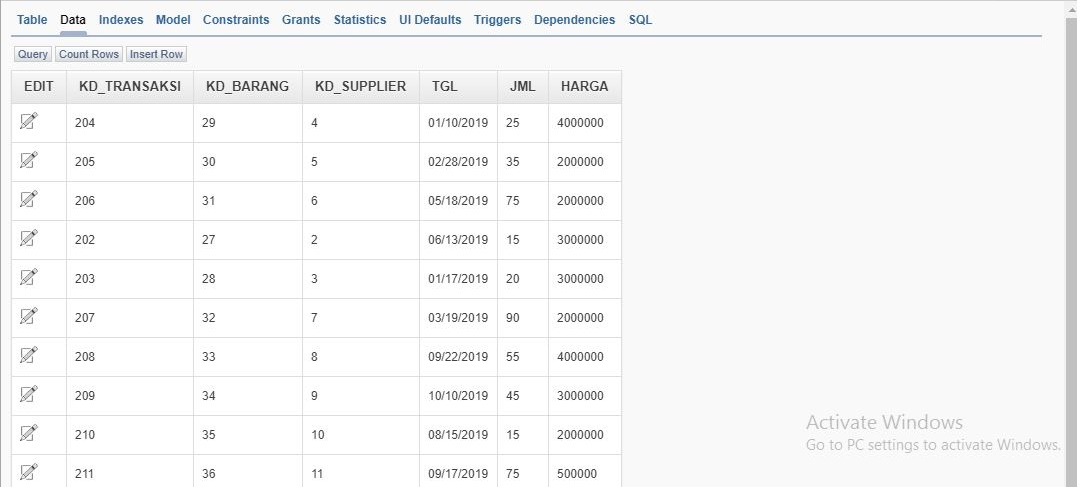 Table Data Indexes Model Constraints Grants Statistics UI Defaults Triggers Dependencies SQL
Query Count Rows Insert Row
EDIT KD_TRANSAKSI KD_BARANG KD_SUPPLIER TGL JML HARGA
204 29 4 01/10/2019 25 4000000
205 30 5 02/28/2019 35 2000000
206 31 6 05/18/2019 75 2000000
202 27 2 06/13/2019 15 3000000
203 28 3 01/17/2019 20 3000000
207 32 7 03/19/2019 90 2000000
208 33 8 09/22/2019 55 4000000
209 34 9 10/10/2019 45 3000000
210 35 10 08/15/2019 15 2000000
211 36 11 09/17/2019 75 500000
Activate Windows
Go to PC settings to activate Windows.